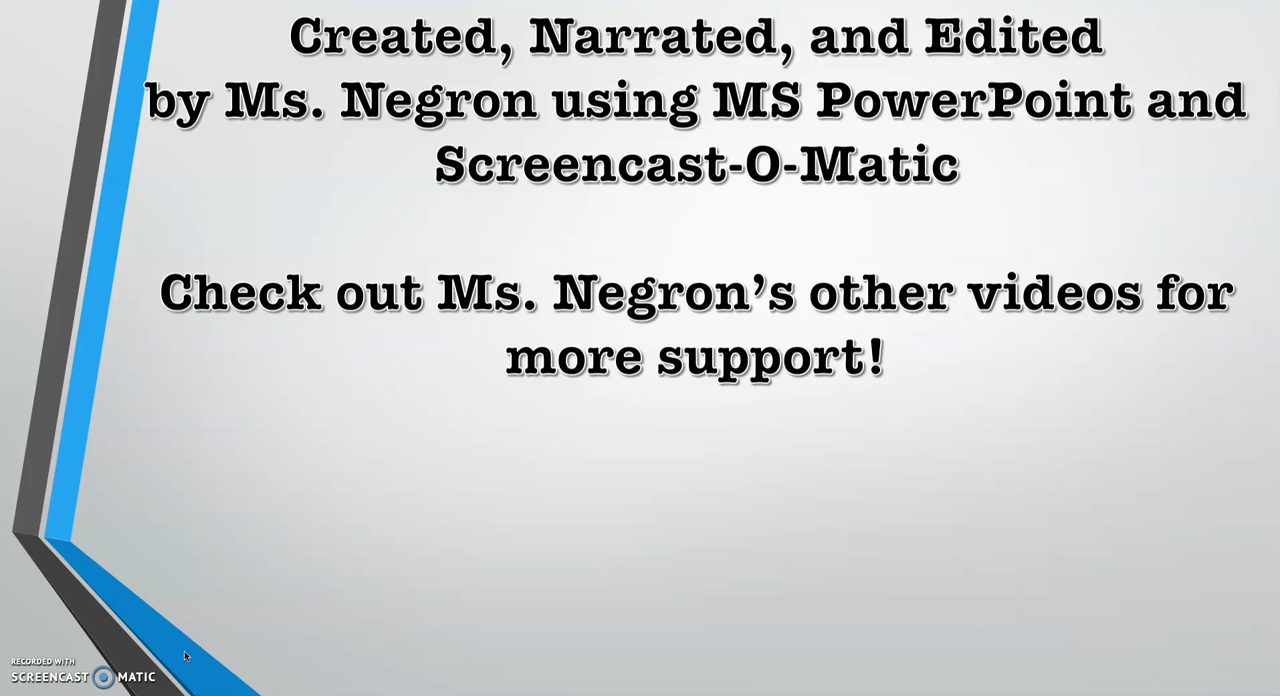 Created, Narrated, and Edited
by Ms. Negron using MS PowerPoint and
Screencast-O-Matic
Check out Ms. Negron’s other videos for
more support!
RECORDED WITH
SCREENCAST MATIC